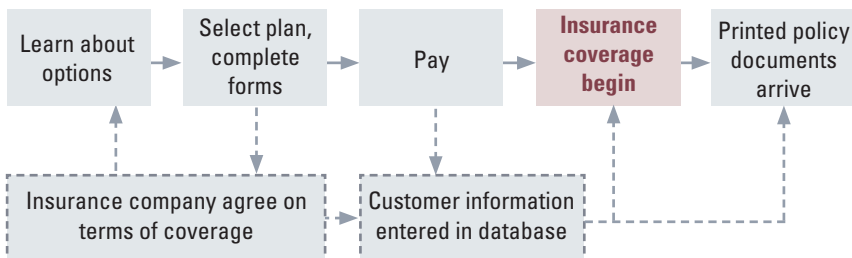 Learn about
options
Select plan,
complete
forms
Pay
Insurance
coverage
begin
Printed policy
documents
arrive
Insurance company agree on
terms of coverage
Customer information
entered in database